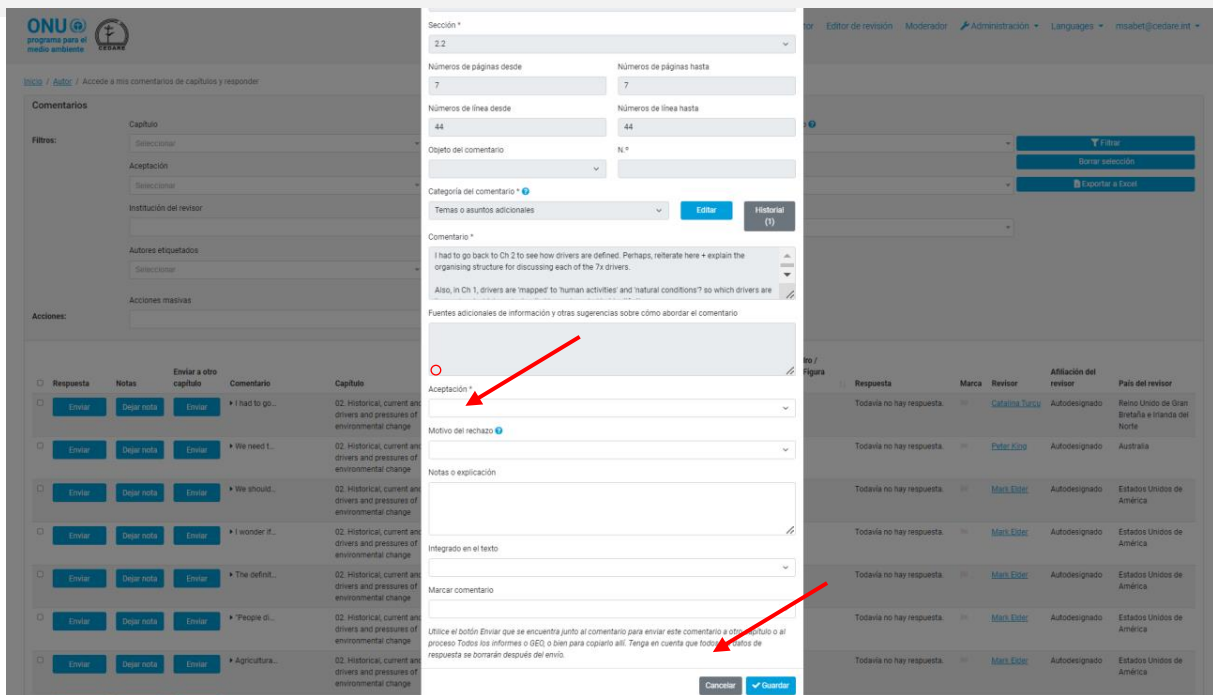 ONU
programa para el
medio ambiente
CEDARE
Editor de revisión Moderador Administración Languages msabet@cedare.int
Inicio / Autor / Accede a mis comentarios de capítulos y responder
Comentarios
Filtros:
Capítulo
Seleccionar
Aceptación
Seleccionar
Institución del revisor
Autores etiquetados
Seleccionar
Acciones masivas
Acciones:
Filtrar
Borrar selección
Exportar a Excel
Sección *
2.2
Números de páginas desde Números de páginas hasta
7 7
Números de línea desde Números de línea hasta
44 44
Objeto del comentario N.º
Categoría del comentario *
Temas o asuntos adicionales Editar Historial
(1)
Comentario *
I had to go back to Ch 2 to see how drivers are defined. Perhaps, reiterate here + explain the
organising structure for discussing each of the 7x drivers.
Also, in Ch 1, drivers are 'mapped' to 'human activities' and 'natural conditions'? so which drivers are
Fuentes adicionales de información y otras sugerencias sobre cómo abordar el comentario
Aceptación *
Motivo del rechazo
Notas o explicación
Integrado en el texto
Marcar comentario
Utilice el botón Enviar que se encuentra junto al comentario para enviar este comentario a otro capítulo o al
proceso Todos los informes o GEO, o bien para copiarlo allí. Tenga en cuenta que todos datos de
respuesta se borrarán después del envío.
Cancelar Guardar
Respuesta Notas Enviar a otro capítulo Comentario Capítulo Figura Respuesta Marca Revisor Afiliación del revisor País del revisor
Enviar Dejar nota Enviar I had to go... 02. Historical, current and drivers and pressures of environmental change Todavía no hay respuesta. Catalina Turcu Autodesignado Reino Unido de Gran Bretaña e Irlanda del Norte
Enviar Dejar nota Enviar We need t... 02. Historical, current and drivers and pressures of environmental change Todavía no hay respuesta. Peter King Autodesignado Australia
Enviar Dejar nota Enviar We should... 02. Historical, current and drivers and pressures of environmental change Todavía no hay respuesta. Mark Elder Autodesignado Estados Unidos de América
Enviar Dejar nota Enviar I wonder if... 02. Historical, current and drivers and pressures of environmental change Todavía no hay respuesta. Mark Elder Autodesignado Estados Unidos de América
Enviar Dejar nota Enviar The definit... 02. Historical, current and drivers and pressures of environmental change Todavía no hay respuesta. Mark Elder Autodesignado Estados Unidos de América
Enviar Dejar nota Enviar "People di... 02. Historical, current and drivers and pressures of environmental change Todavía no hay respuesta. Mark Elder Autodesignado Estados Unidos de América
Enviar Dejar nota Enviar Agricultura... 02. Historical, current and drivers and pressures of environmental change Todavía no hay respuesta. Mark Elder Autodesignado Estados Unidos de América